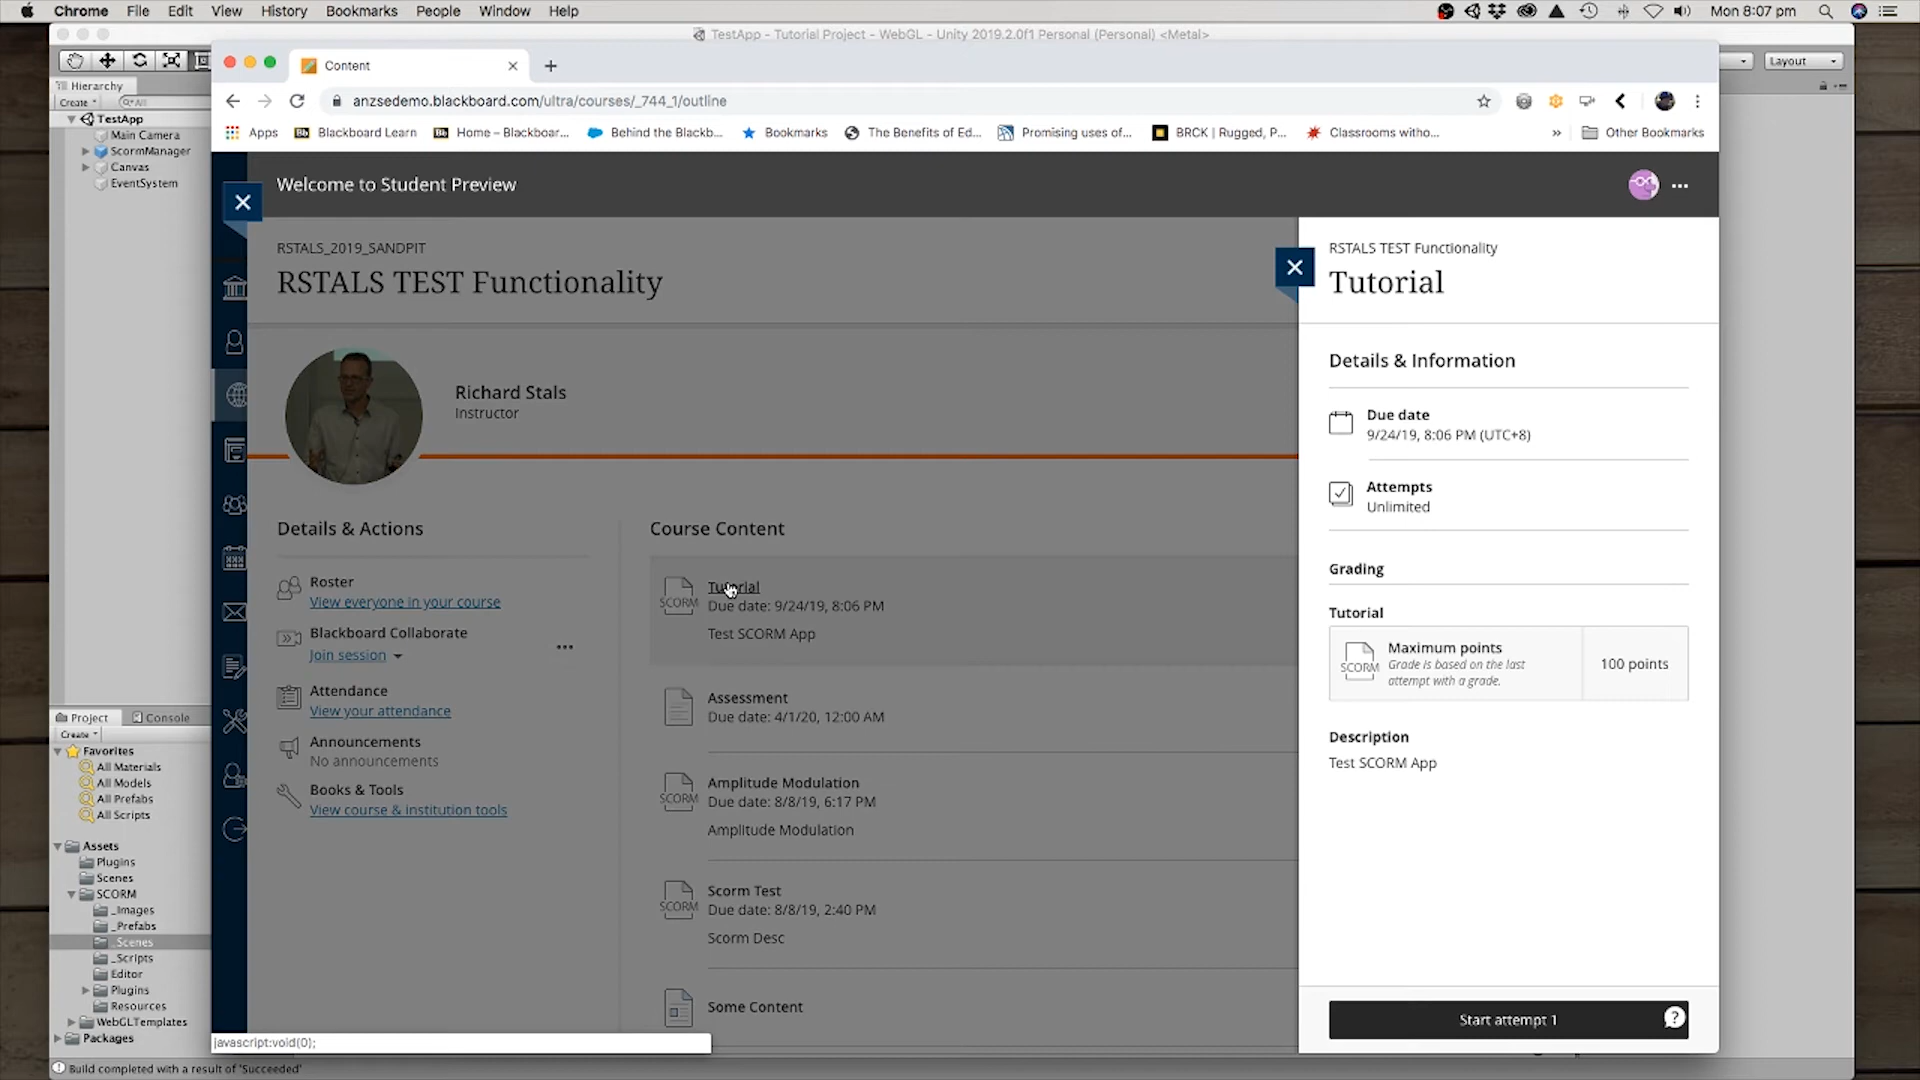 Chrome File Edit View History Bookmarks People Window Help
Mon 8:07 pm
TestApp - Tutorial Project - WebGL - Unity 2019.2.0f1 Personal (Personal) <Metal>
Layout
Hierarchy
Create
All
TestApp
Main Camera
ScormManager
Canvas
EventSystem
Content
anzsedemo.blackboard.com/ultra/courses/_744_1/outline
Apps
Blackboard Learn
Home – Blackboar...
Behind the Blackb...
Bookmarks
The Benefits of Ed...
Promising uses of...
BRCK | Rugged, P...
Classrooms witho...
Other Bookmarks
Welcome to Student Preview
RSTALS_2019_SANDPIT
RSTALS TEST Functionality
Richard Stals
Instructor
Details & Actions
Roster
View everyone in your course
Blackboard Collaborate
Join session
Attendance
View your attendance
Announcements
No announcements
Books & Tools
View course & institution tools
Course Content
SCORM
Tutorial
Due date: 9/24/19, 8:06 PM
Test SCORM App
Assessment
Due date: 4/1/20, 12:00 AM
SCORM
Amplitude Modulation
Due date: 8/8/19, 6:17 PM
Amplitude Modulation
SCORM
Scorm Test
Due date: 8/8/19, 2:40 PM
Scorm Desc
Some Content
RSTALS TEST Functionality
Tutorial
Details & Information
Due date
9/24/19, 8:06 PM (UTC+8)
Attempts
Unlimited
Grading
Tutorial
SCORM
Maximum points
Grade is based on the last
attempt with a grade.
100 points
Description
Test SCORM App
Start attempt 1
?
Project
Console
Create
Favorites
All Materials
All Models
All Prefabs
All Scripts
Assets
Plugins
Scenes
SCORM
_Images
_Prefabs
_Scenes
_Scripts
Editor
Plugins
Resources
WebGLTemplates
Packages
javascript:void(0);
Build completed with a result of 'Succeeded'